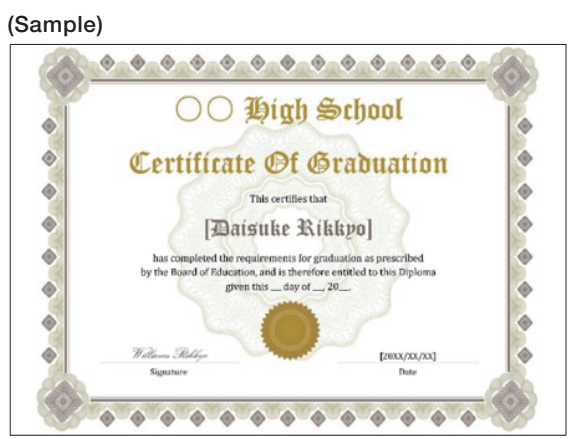 (Sample)
○○ High School
Certificate Of Graduation
This certifies that
[Daisuke Rikkyo]
has completed the requirements for graduation as prescribed
by the Board of Education, and is therefore entitled to this Diploma
given this __ day of __, 20__.
[20XX/XX/XX]
Signature
Date